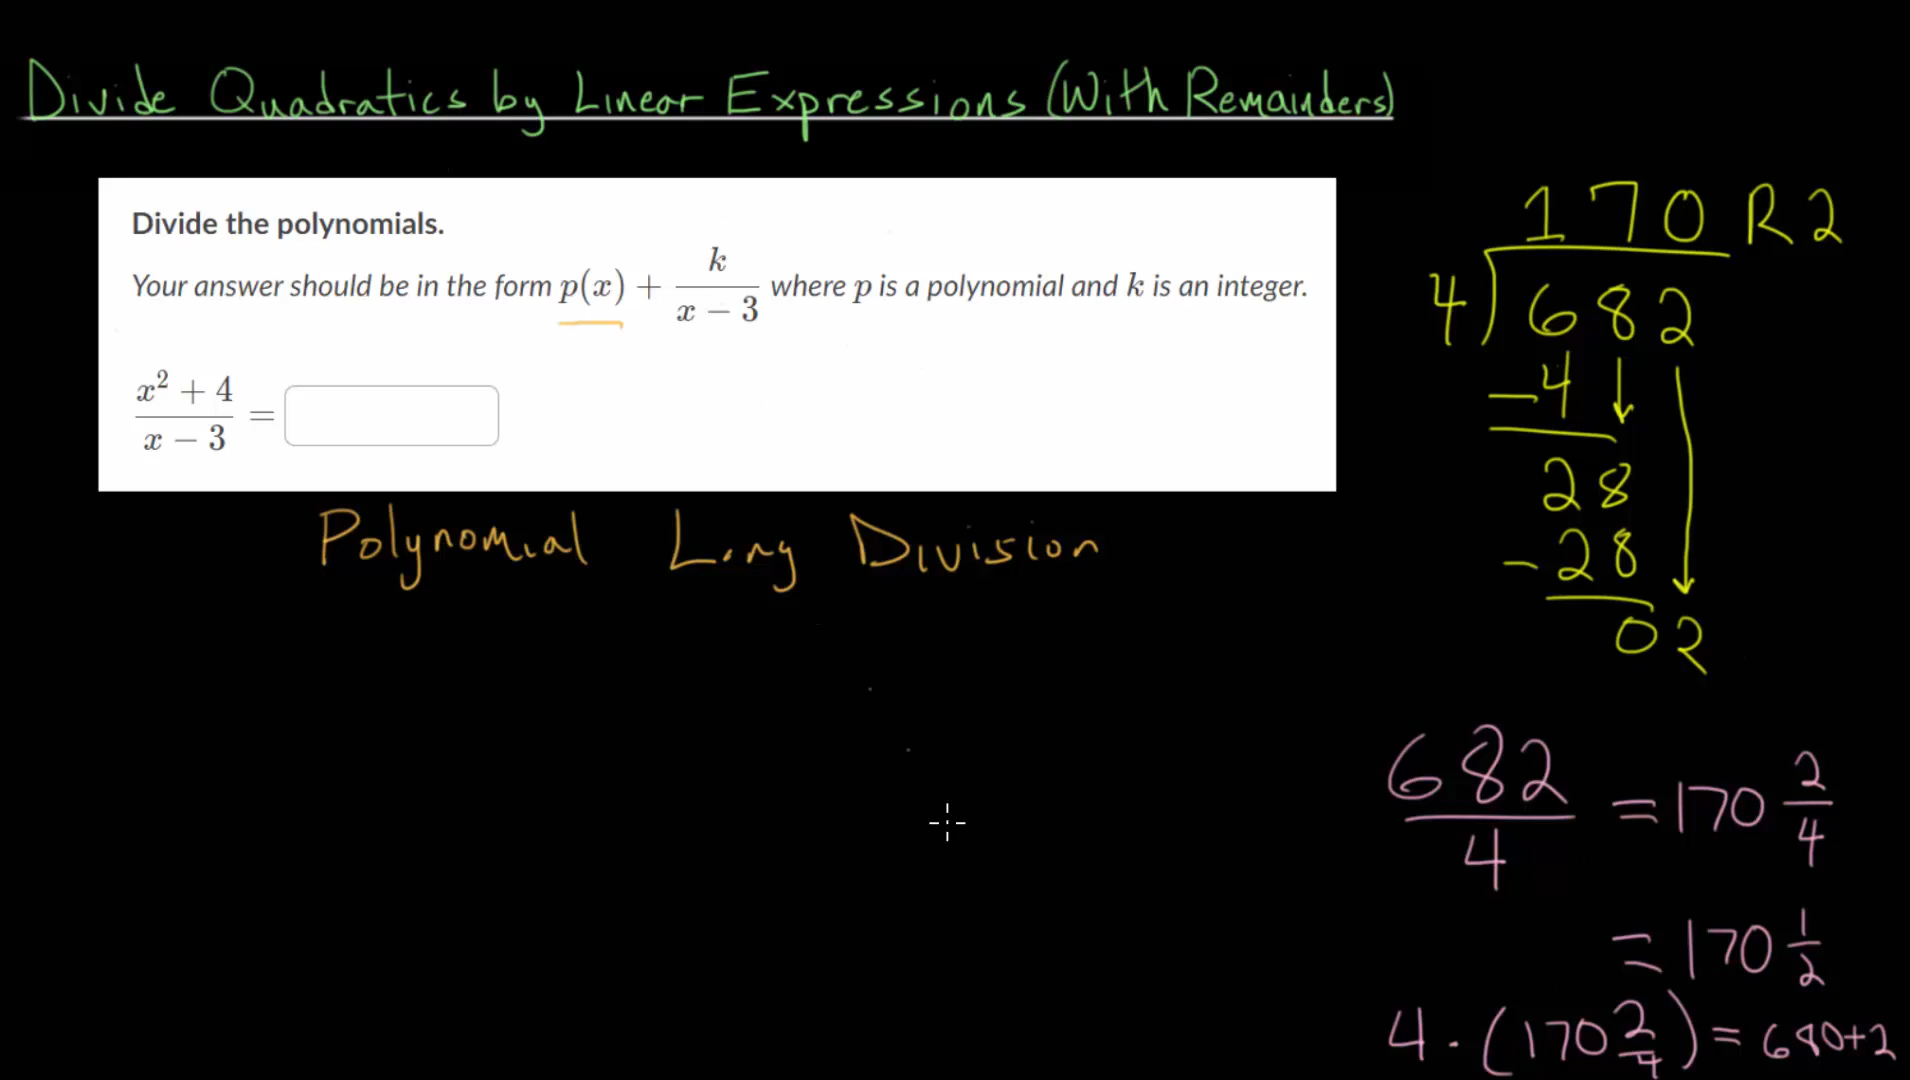 Divide Quadratics by Linear Expressions (With Remainders)
Divide the polynomials.
Your answer should be in the form p(x) + k/(x − 3) where p is a polynomial and k is an integer.
(x² + 4)/(x − 3) =
Polynomial Long Division
170 R 2
4)682
−4
28
−28
02
682/4 = 170 2/4
= 170 1/2
4 · (170 2/4) = 680+2